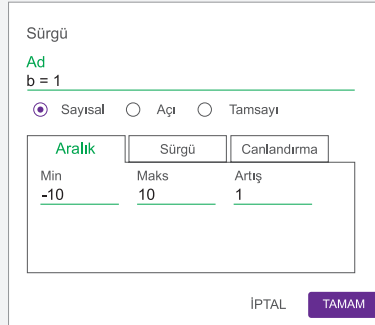 Sürgü
Ad
b = 1
Sayısal Açı Tamsayı
Aralık Sürgü Canlandırma
Min Maks Artış
-10 10 1
İPTAL TAMAM